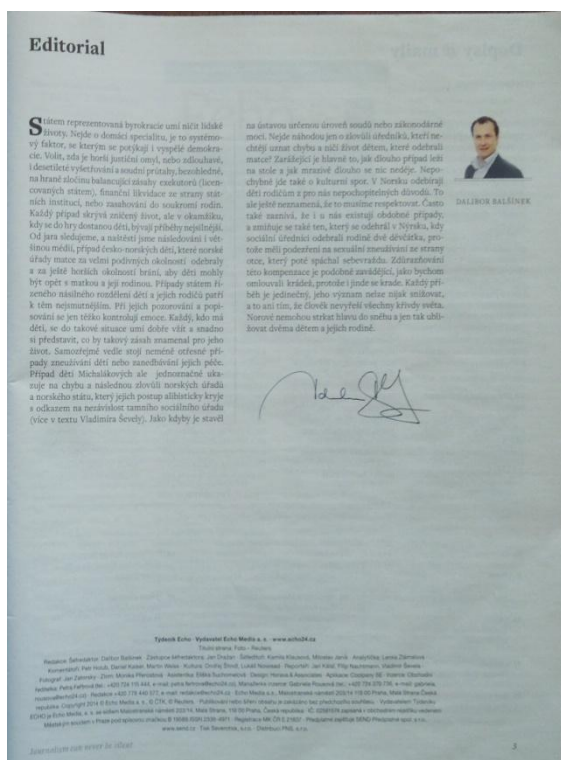 Editorial
Státem representovaná byrokracie umí ničit lidské
životy. Nejde o domácí specialitu, je to systémo-
vý faktor, se kterým se potýkají i vyspělé demokra-
cie. Volit, zda je horší justiční omyl, nebo zdlouhavé,
i desetileté vyšetřování a soudní průtahy, bezohledné,
na hraně zločinu balancující zásahy exekutorů (licen-
covaných státem), finanční likvidace ze strany stát-
ních institucí, nebo zasahování do soukromí rodin.
Každý případ skrývá zničený život, ale v okamžiku,
kdy se do hry dostanou děti, bývají příběhy nejsilnější.
Od jara sledujeme, a naštěstí jsme následováni i vět-
šinou médií, případ česko-norských dětí, které norské
úřady matce za velmi podivných okolností odebraly
a za ještě horších okolností brání, aby děti mohly
být opět s matkou a její rodinou. Případy státem ří-
zeného násilného rozdělení dětí a jejich rodičů patří
k těm nejsmutnějším. Při jejich pozorování a popi-
sování se jen těžko kontrolují emoce. Každý, kdo má
děti, se do takové situace umí dobře vžít a snadno
si představit, co by takový zásah znamenal pro jeho
život. Samozřejmě vedle stojí neméně otřesné pří-
pady zneužívání dětí nebo zanedbávání jejich péče.
Případ dětí Michalákových ale jednoznačně uka-
zuje na chybu a následnou zlovůli norských úřadů
a norského státu, který jejich postup alibisticky kryje
s odkazem na nezávislost tamního sociálního úřadu
(více v textu Vladimíra Ševely). Jako kdyby je stavěl
na ústavou určenou úroveň soudů nebo zákonodárné
moci. Nejde náhodou jen o zlovůli úředníků, kteří ne-
chtějí uznat chybu a ničí život dětem, které odebrali
matce? Zarážející je hlavně to, jak dlouho případ leží
na stole a jak mrazivě dlouho se nic neděje. Nepo-
chybně jde také o kulturní spor. V Norsku odebírají
děti rodičům z pro nás nepochopitelných důvodů. To
ale ještě neznamená, že to musíme respektovat. Často
také zaznívá, že i u nás existují obdobné případy,
a zmiňuje se také ten, který se odehrál v Nýrsku, kdy
sociální úředníci odebrali rodině dvě děvčátka, pro-
tože měli podezření na sexuální zneužívání ze strany
otce, který poté spáchal sebevraždu. Zdůrazňování
této kompenzace je podobně zavádějící, jako bychom
omlouvali krádež, protože i jinde se krade. Každý pří-
běh je jedinečný, jeho význam nelze nijak snižovat,
a to ani tím, že člověk nevyřeší všechny křivdy světa.
Norové nemohou strkat hlavu do sněhu a jen tak ubli-
žovat dvěma dětem a jejich rodině.
DALIBOR BALŠÍNEK
Týdeník Echo · Vydavatel Echo Media a. s. · www.echo24.cz
Titulní strana: Foto – Reuters
Journalism can never be silent
3